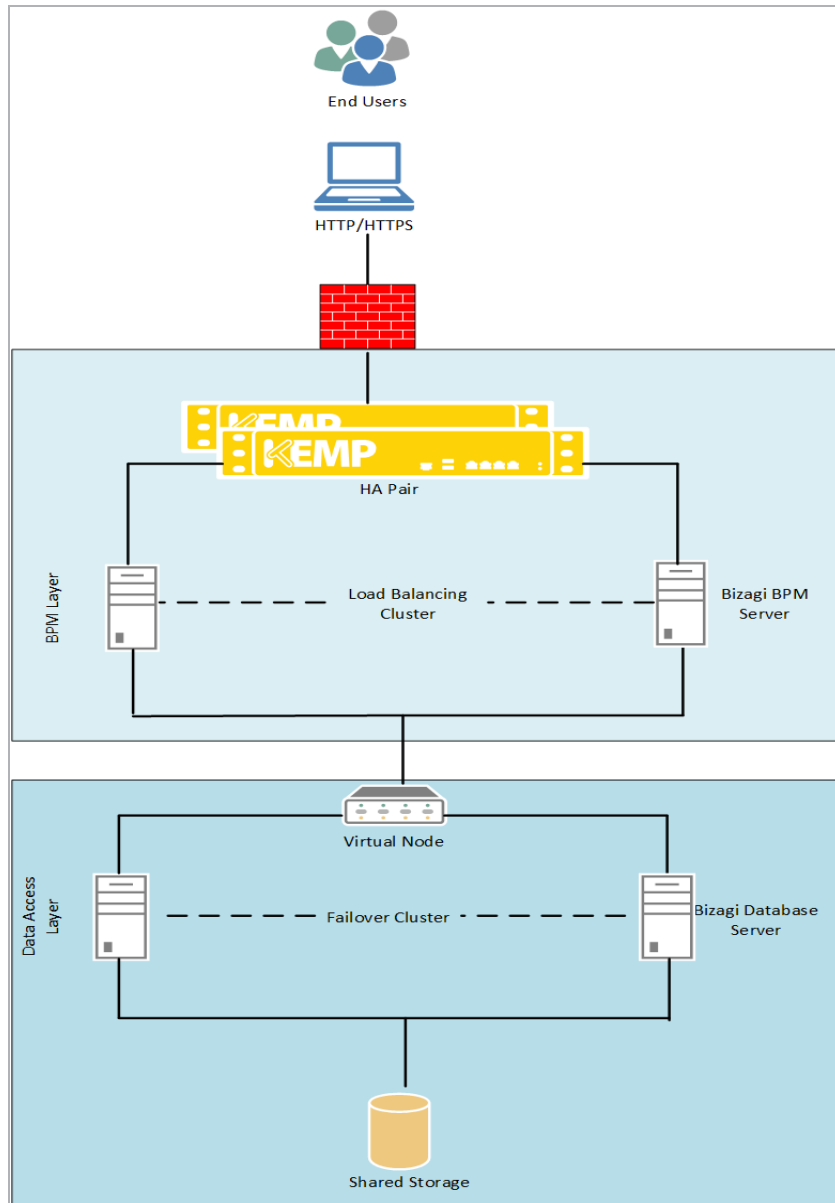 End Users
HTTP/HTTPS
KEMP
KEMP
HA Pair
BPM Layer
Load Balancing
Cluster
Bizagi BPM
Server
Virtual Node
Data Access
Layer
Failover Cluster
Bizagi Database
Server
Shared Storage